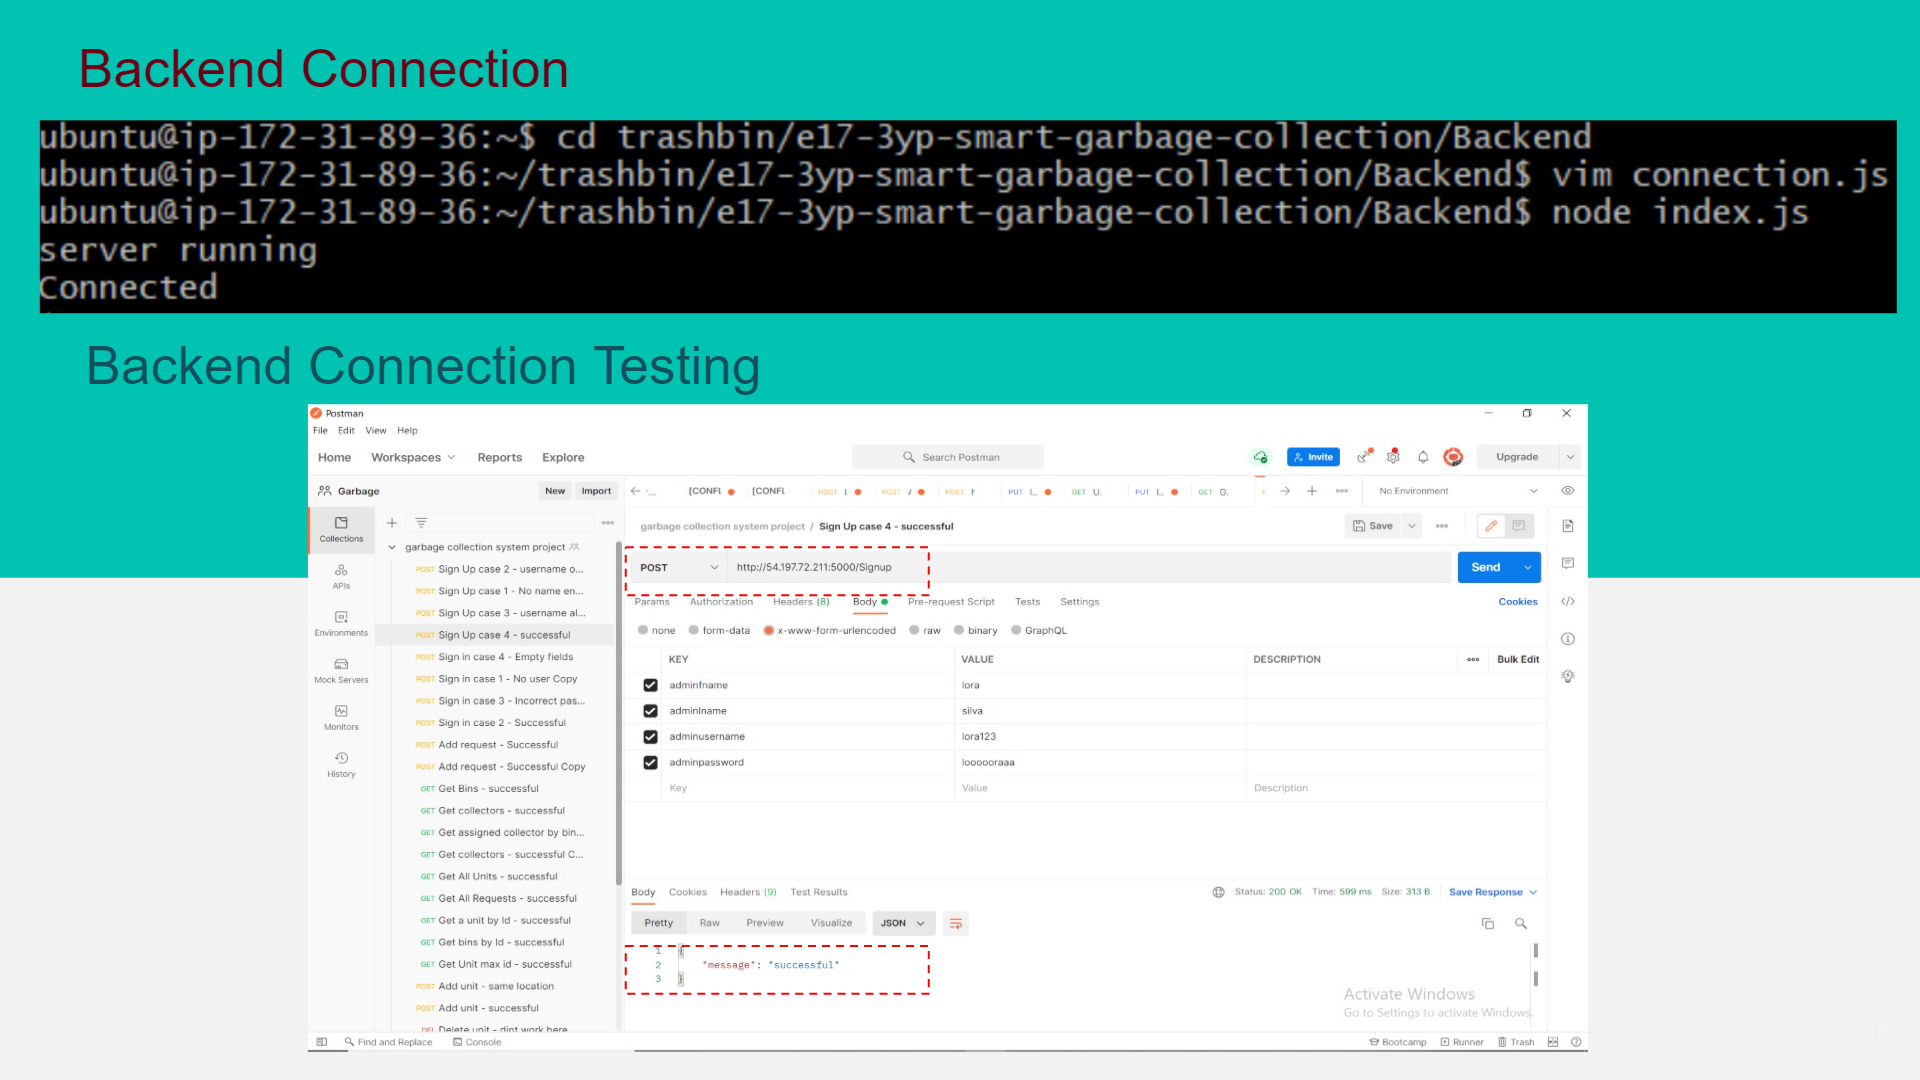 Backend Connection
ubuntu@ip-172-31-89-36:~$ cd trashbin/e17-3yp-smart-garbage-collection/Backend
ubuntu@ip-172-31-89-36:~/trashbin/e17-3yp-smart-garbage-collection/Backend$ vim connection.js
ubuntu@ip-172-31-89-36:~/trashbin/e17-3yp-smart-garbage-collection/Backend$ node index.js
server running
Connected
Backend Connection Testing
Postman
File Edit View Help
Home Workspaces Reports Explore Search Postman Invite Upgrade
Garbage New Import [CONFL [CONFL POST POST POST PUT GET U. PUT GET G. No Environment
garbage collection system project / Sign Up case 4 - successful Save
Collections
APIs
Environments
Mock Servers
Monitors
History
garbage collection system project
POST Sign Up case 2 - username o...
POST Sign Up case 1 - No name en...
POST Sign Up case 3 - username al...
POST Sign Up case 4 - successful
POST Sign in case 4 - Empty fields
POST Sign in case 1 - No user Copy
POST Sign in case 3 - Incorrect pas...
POST Sign in case 2 - Successful
POST Add request - Successful
POST Add request - Successful Copy
GET Get Bins - successful
GET Get collectors - successful
GET Get assigned collector by bin...
GET Get collectors - successful C...
GET Get All Units - successful
GET Get All Requests - successful
GET Get a unit by Id - successful
GET Get bins by Id - successful
GET Get Unit max id - successful
POST Add unit - same location
POST Add unit - successful
DEL Delete unit - dint work here
POST http://54.197.72.211:5000/Signup Send
Params Authorization Headers (8) Body Pre-request Script Tests Settings Cookies
none form-data x-www-form-urlencoded raw binary GraphQL
KEY VALUE DESCRIPTION Bulk Edit
adminfname lora
adminlname silva
adminusername lora123
adminpassword loooooraaa
Key Value Description
Body Cookies Headers (9) Test Results Status: 200 OK Time: 599 ms Size: 313 B Save Response
Pretty Raw Preview Visualize JSON
1 {
2 "message": "successful"
3 }
Activate Windows
Go to Settings to activate Windows.
Find and Replace Console Bootcamp Runner Trash